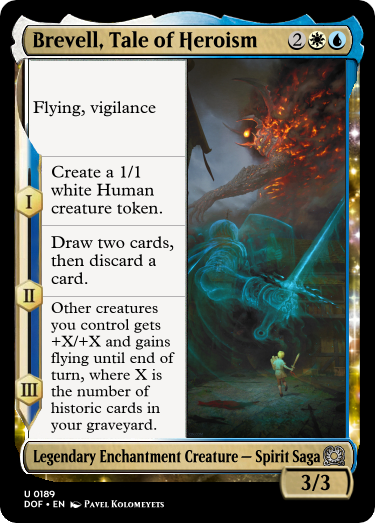 Brevell, Tale of Heroism 2
Flying, vigilance
I
Create a 1/1
white Human
creature token.
II
Draw two cards,
then discard a
card.
III
Other creatures
you control gets
+X/+X and gains
flying until end of
turn, where X is
the number of
historic cards in
your graveyard.
Legendary Enchantment Creature — Spirit Saga
3/3
U 0189
DOF • EN PAVEL KOLOMEYETS